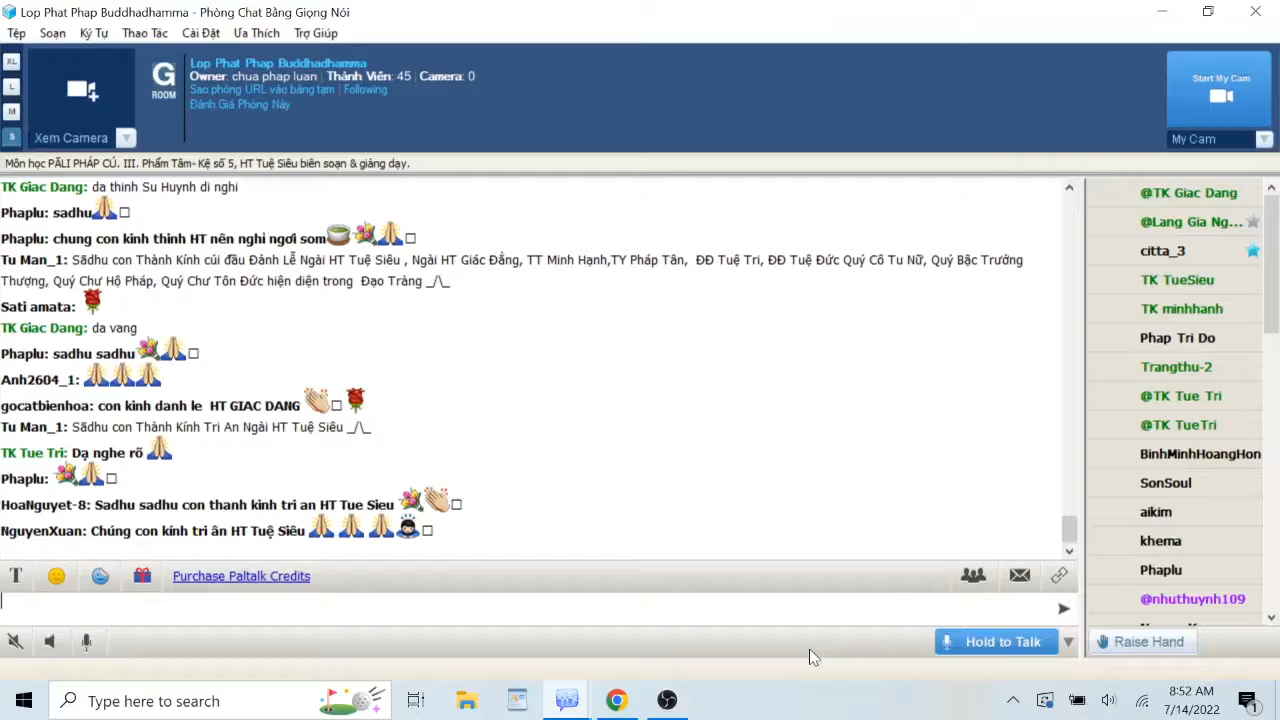 Lop Phat Phap Buddhadhamma - Phòng Chat Bằng Giọng Nói
Tệp Soạn Ký Tự Thao Tác Cài Đặt Ưa Thích Trợ Giúp
XL
L
M
S
Xem Camera
G
ROOM
Lop Phat Phap Buddhadhamma
Owner: chua phap luan | Thành Viên: 45 | Camera: 0
Sao phòng URL vào bảng tạm | Following
Đánh Giá Phòng Này
Start My Cam
My Cam
Môn học PĀLI PHÁP CÚ. III. Phẩm Tâm- Kệ số 5, HT Tuệ Siêu biên soạn & giảng dạy.
TK Giac Dang: da thinh Su Huynh di nghi
Phaplu: sadhu
Phaplu: chung con kinh thinh HT nên nghi ngơi som
Tu Man_1: Sādhu con Thành Kính cúi đầu Đảnh Lễ Ngài HT Tuệ Siêu , Ngài HT Giác Đẳng, TT Minh Hạnh,TY Pháp Tân, ĐĐ Tuệ Tri, ĐĐ Tuệ Đức Quý Cô Tu Nữ, Quý Bậc Trưởng
Thượng, Quý Chư Hộ Pháp, Quý Chư Tôn Đức hiện diện trong Đạo Tràng _/\_
Sati amata:
TK Giac Dang: da vang
Phaplu: sadhu sadhu
Anh2604_1:
gocatbienhoa: con kinh danh le HT GIAC DANG
Tu Man_1: Sādhu con Thành Kính Tri Ân Ngài HT Tuệ Siêu _/\_
TK Tue Tri: Dạ nghe rõ
Phaplu:
HoaNguyet-8: Sadhu sadhu con thanh kinh tri an HT Tue Sieu
NguyenXuan: Chúng con kính tri ân HT Tuệ Siêu
@TK Giac Dang
@Lang Gia Ng...
citta_3
TK TueSieu
TK minhhanh
Phap Tri Do
Trangthu-2
@TK Tue Tri
@TK TueTri
BinhMinhHoangHon
SonSoul
aikim
khema
Phaplu
@nhuthuynh109
T Purchase Paltalk Credits
Hold to Talk
Raise Hand
Type here to search
8:52 AM
7/14/2022
1